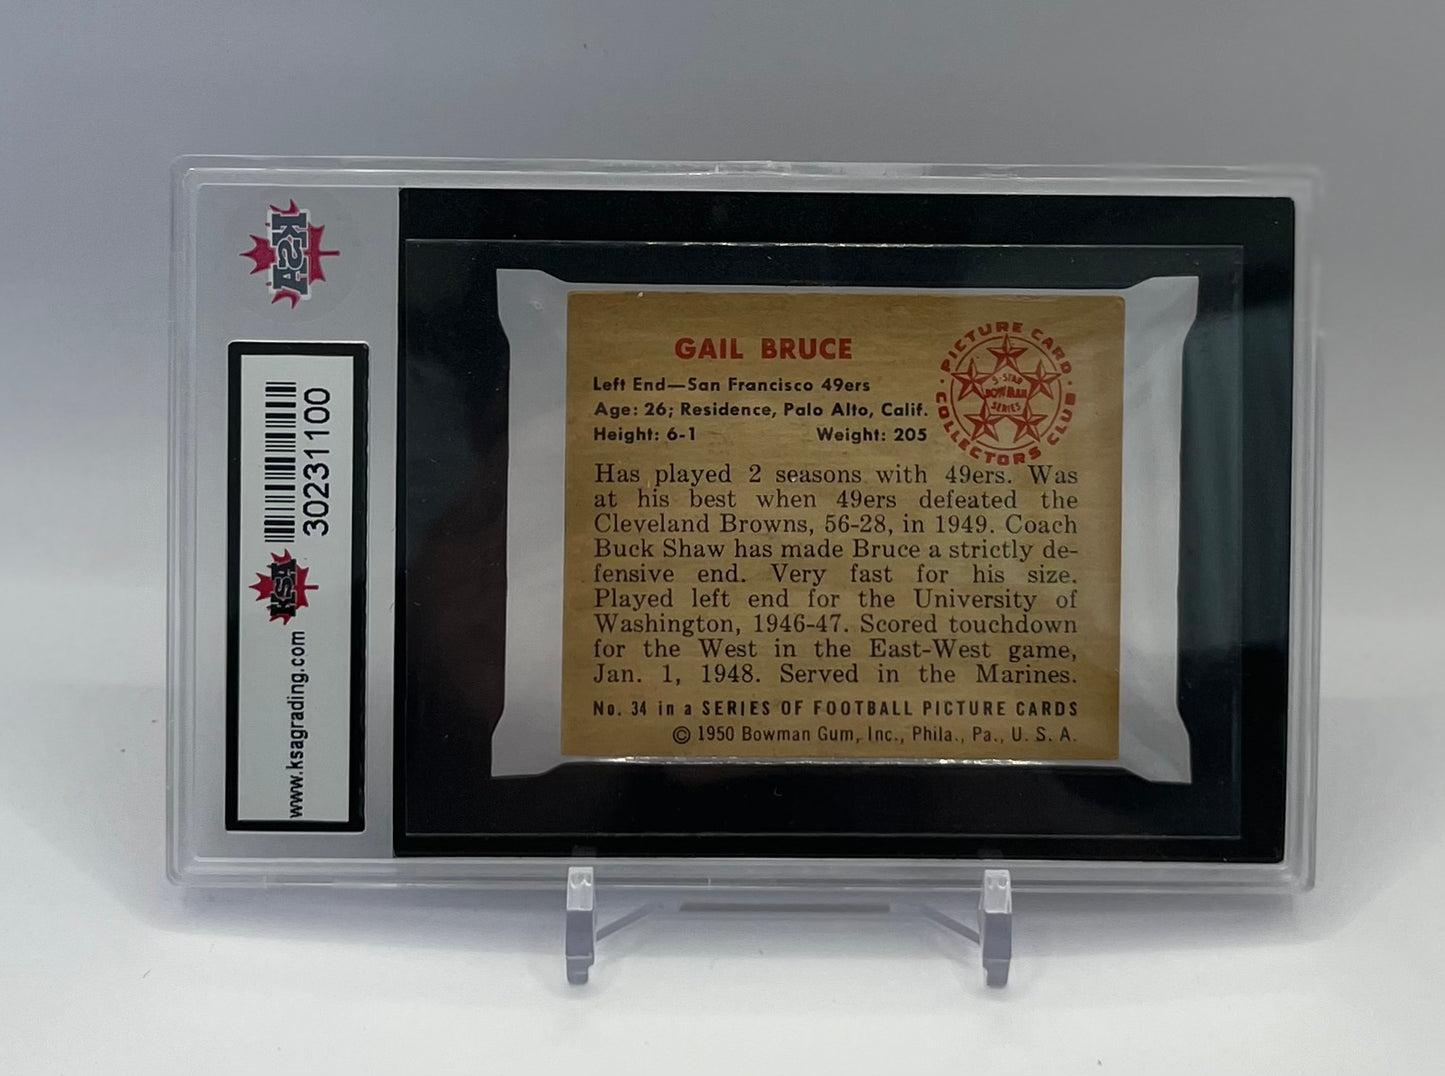 KSA
30231100
KSA
www.ksagrading.com
GAIL BRUCE
Left End—San Francisco 49ers
Age: 26; Residence, Palo Alto, Calif.
Height: 6-1 Weight: 205
PICTURE CARD
COLLECTORS CLUB
5-STAR
BOWMAN
SERIES
Has played 2 seasons with 49ers. Was
at his best when 49ers defeated the
Cleveland Browns, 56-28, in 1949. Coach
Buck Shaw has made Bruce a strictly de-
fensive end. Very fast for his size.
Played left end for the University of
Washington, 1946-47. Scored touchdown
for the West in the East-West game,
Jan. 1, 1948. Served in the Marines.
No. 34 in a SERIES OF FOOTBALL PICTURE CARDS
© 1950 Bowman Gum, Inc., Phila., Pa., U. S. A.